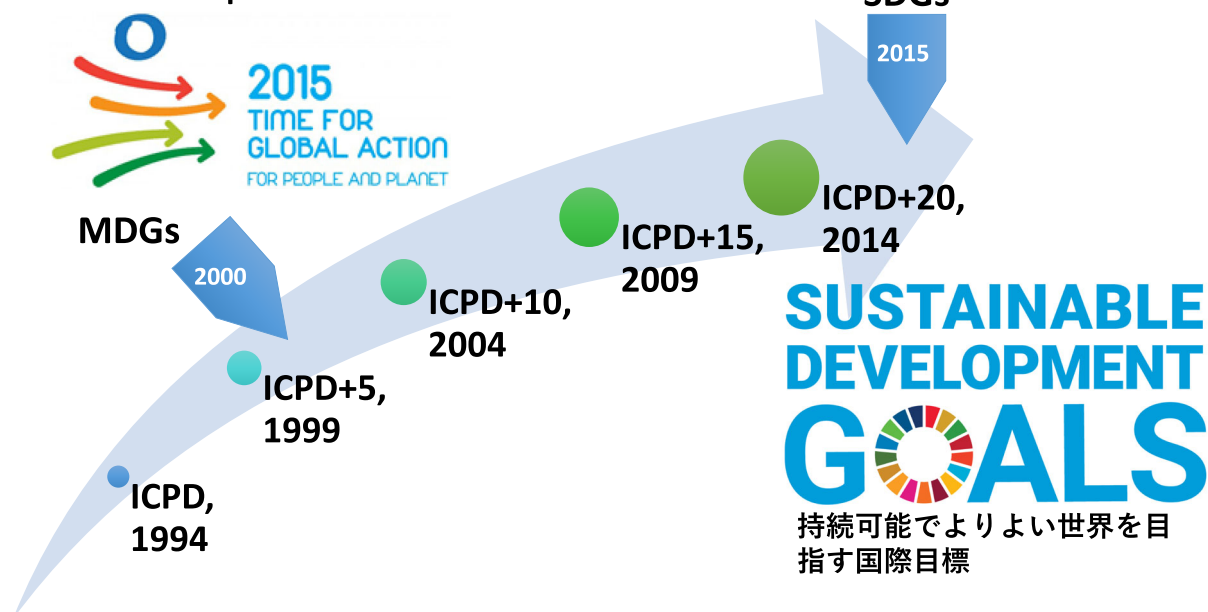 SDGs
2015
2015
TIME FOR
GLOBAL ACTION
FOR PEOPLE AND PLANET
MDGs
2000
ICPD+20,
2014
ICPD+15,
2009
ICPD+10,
2004
ICPD+5,
1999
ICPD,
1994
SUSTAINABLE
DEVELOPMENT
GOALS
持続可能でよりよい世界を目
指す国際目標